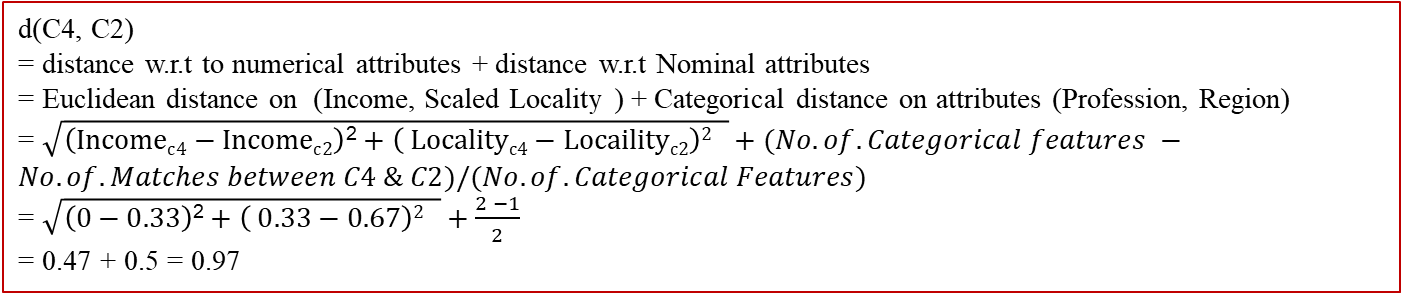 d(C4, C2)
= distance w.r.t to numerical attributes + distance w.r.t Nominal attributes
= Euclidean distance on (Income, Scaled Locality ) + Categorical distance on attributes (Profession, Region)
= √((Income_c4 − Income_c2)² + ( Locality_c4 − Locaility_c2)²) + (No.of.Categorical features −
No.of.Matches between C4 & C2)/(No.of.Categorical Features)
= √((0 − 0.33)² + ( 0.33 − 0.67)²) + (2 −1)/2
= 0.47 + 0.5 = 0.97